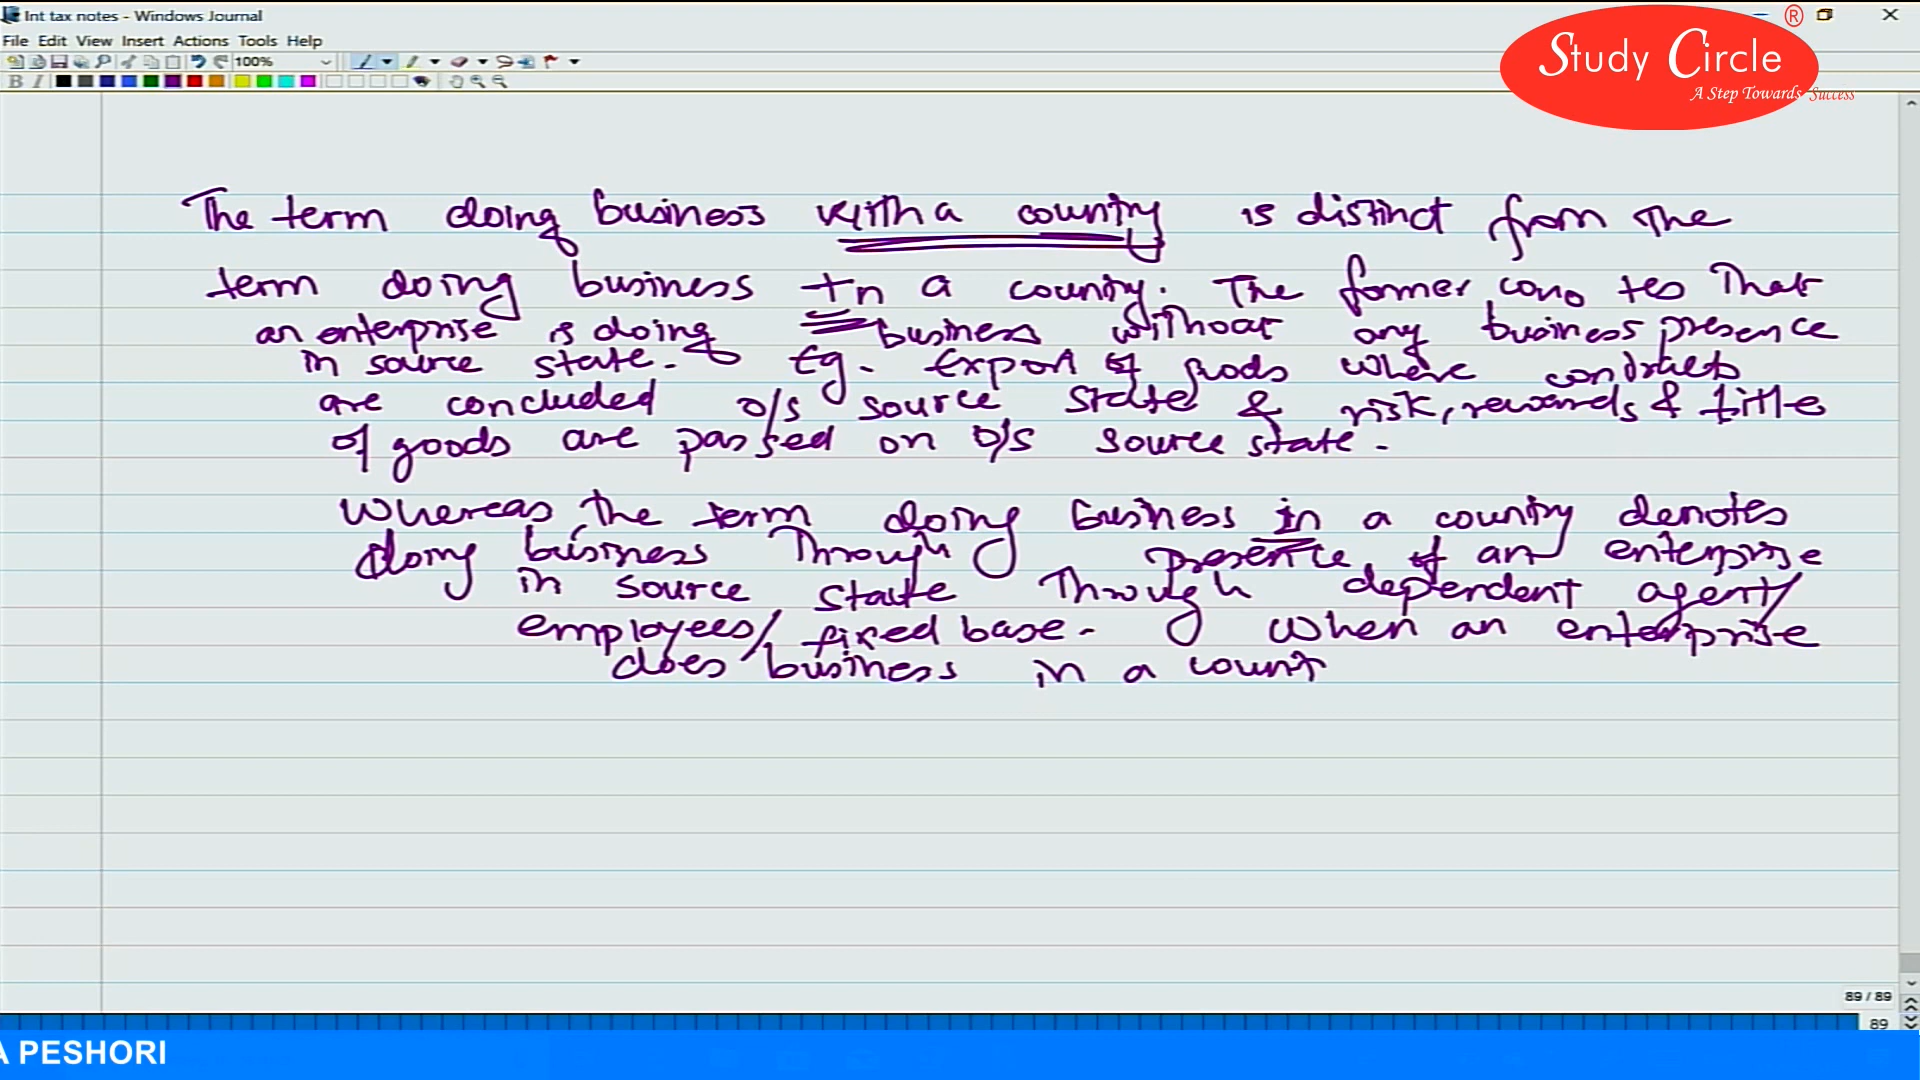 Int tax notes - Windows Journal
File Edit View Insert Actions Tools Help
100%
B I
®
Study Circle
A Step Towards Success
The term doing business with a country is distinct from the
term doing business In a country. The former conotes that
an enterprise is doing business without any business presence
in source state. Eg. Export of goods where contracts
are concluded o/s source state & risk, rewards & title
of goods are passed on o/s source state.
Whereas the term doing business in a country denotes
doing business through presence of an enterprise
in source state through dependent agent/
employees/ fixed base. When an enterprise
does business in a count
89 / 89
89
A PESHORI